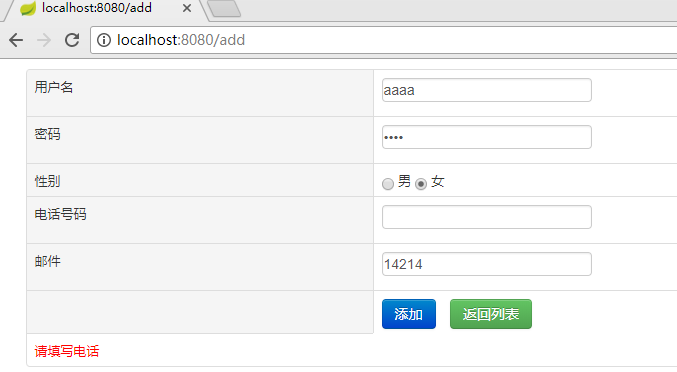 localhost:8080/add
localhost:8080/add
用户名 aaaa
密码 ••••
性别 男 女
电话号码
邮件 14214
添加 返回列表
请填写电话